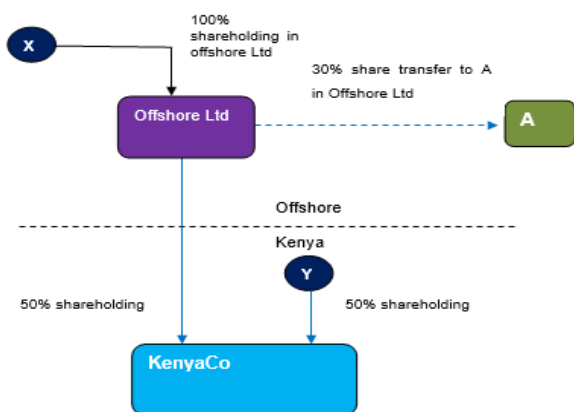 100%
shareholding in
offshore Ltd
X
30% share transfer to A
in Offshore Ltd
Offshore Ltd
A
Offshore
Kenya
Y
50% shareholding
50% shareholding
KenyaCo